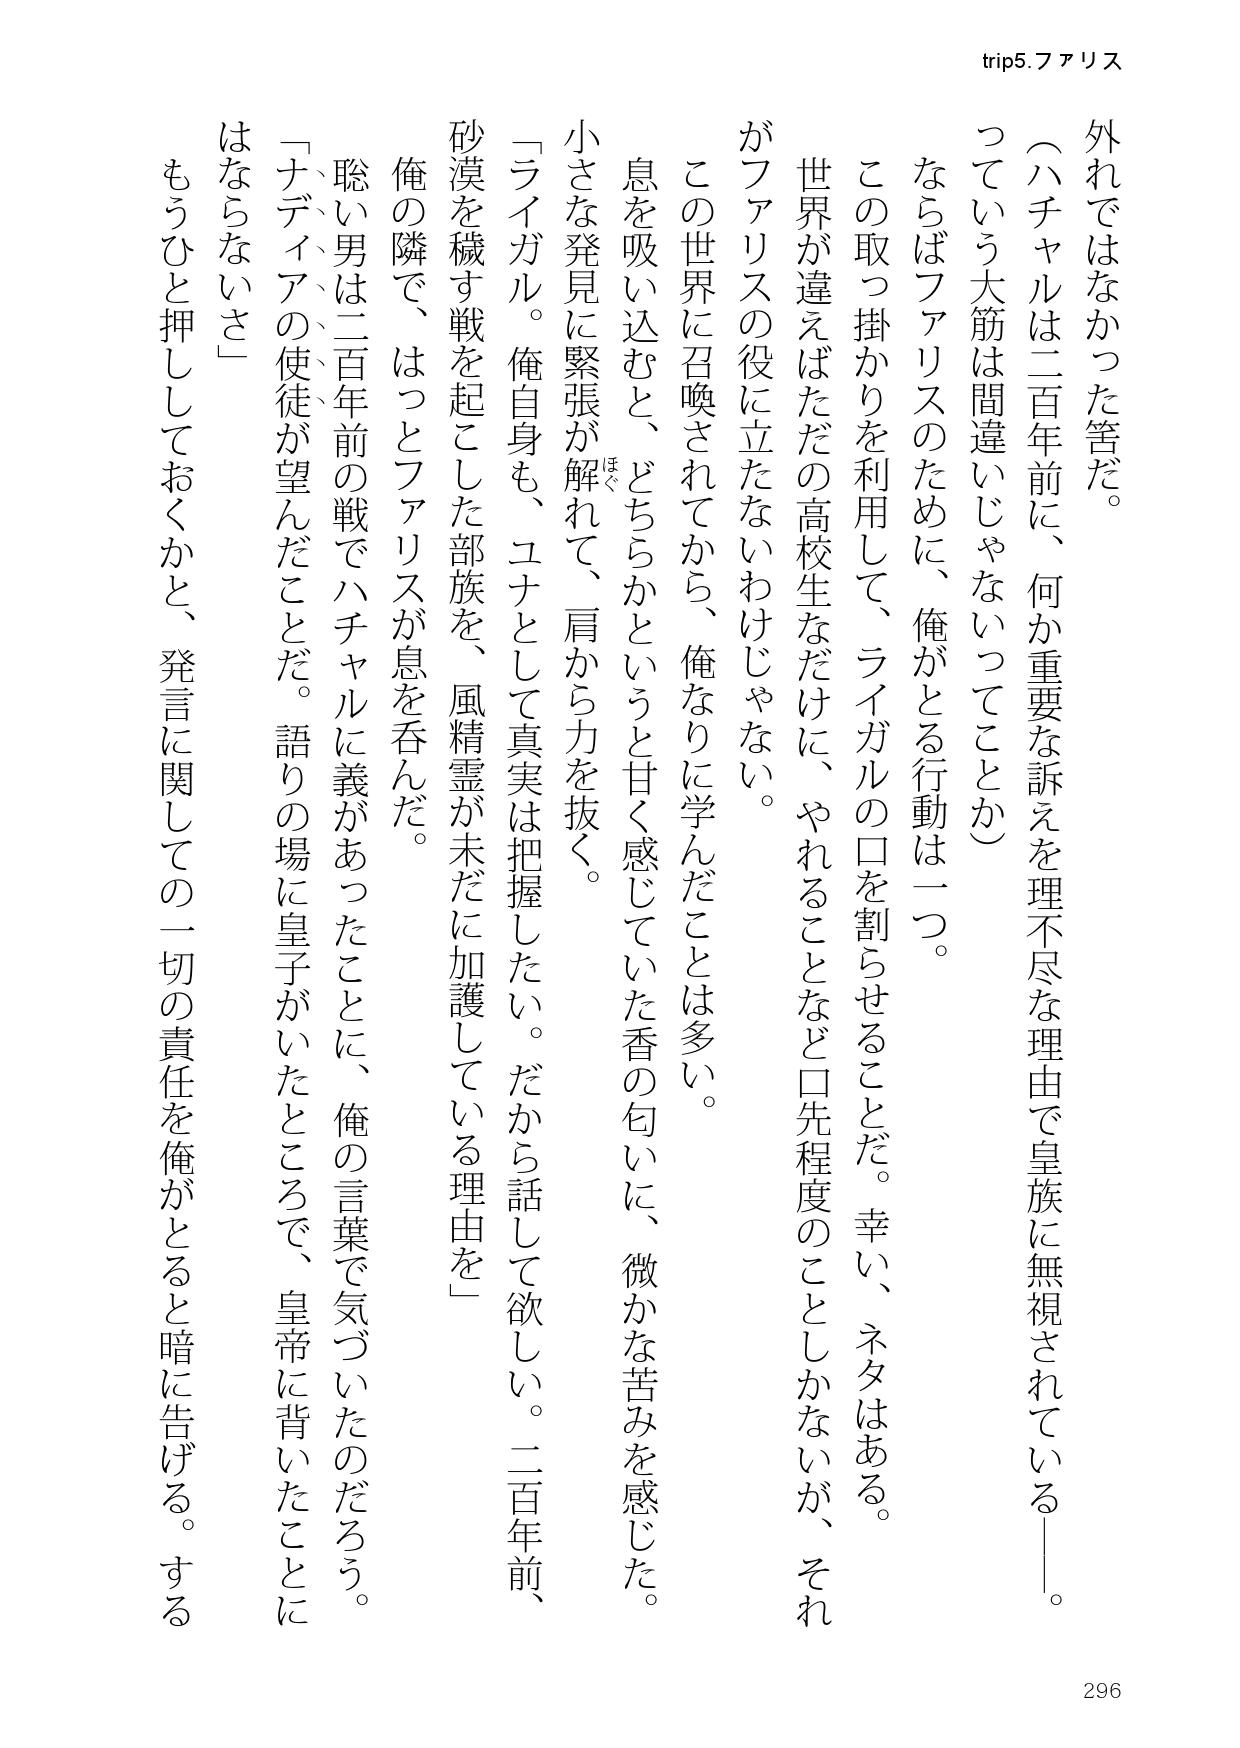 trip5.ファリス
外れではなかった筈だ。
（ハチャルは二百年前に、何か重要な訴えを理不尽な理由で皇族に無視されている――。
っていう大筋は間違いじゃないってことか）
ならばファリスのために、俺がとる行動は一つ。
この取っ掛かりを利用して、ライガルの口を割らせることだ。幸い、ネタはある。
世界が違えばただの高校生なだけに、やれることなど口先程度のことしかないが、それ
がファリスの役に立たないわけじゃない。
この世界に召喚されてから、俺なりに学んだことは多い。
息を吸い込むと、どちらかというと甘く感じていた香の匂いに、微かな苦みを感じた。
小さな発見に緊張が解れて、肩から力を抜く。
ほぐ
「ライガル。俺自身も、ユナとして真実は把握したい。だから話して欲しい。二百年前、
砂漠を穢す戦を起こした部族を、風精霊が未だに加護している理由を」
俺の隣で、はっとファリスが息を呑んだ。
聡い男は二百年前の戦でハチャルに義があったことに、俺の言葉で気づいたのだろう。
「ナディアの使徒が望んだことだ。語りの場に皇子がいたところで、皇帝に背いたことに
はならないさ」
もうひと押ししておくかと、発言に関しての一切の責任を俺がとると暗に告げる。する
296